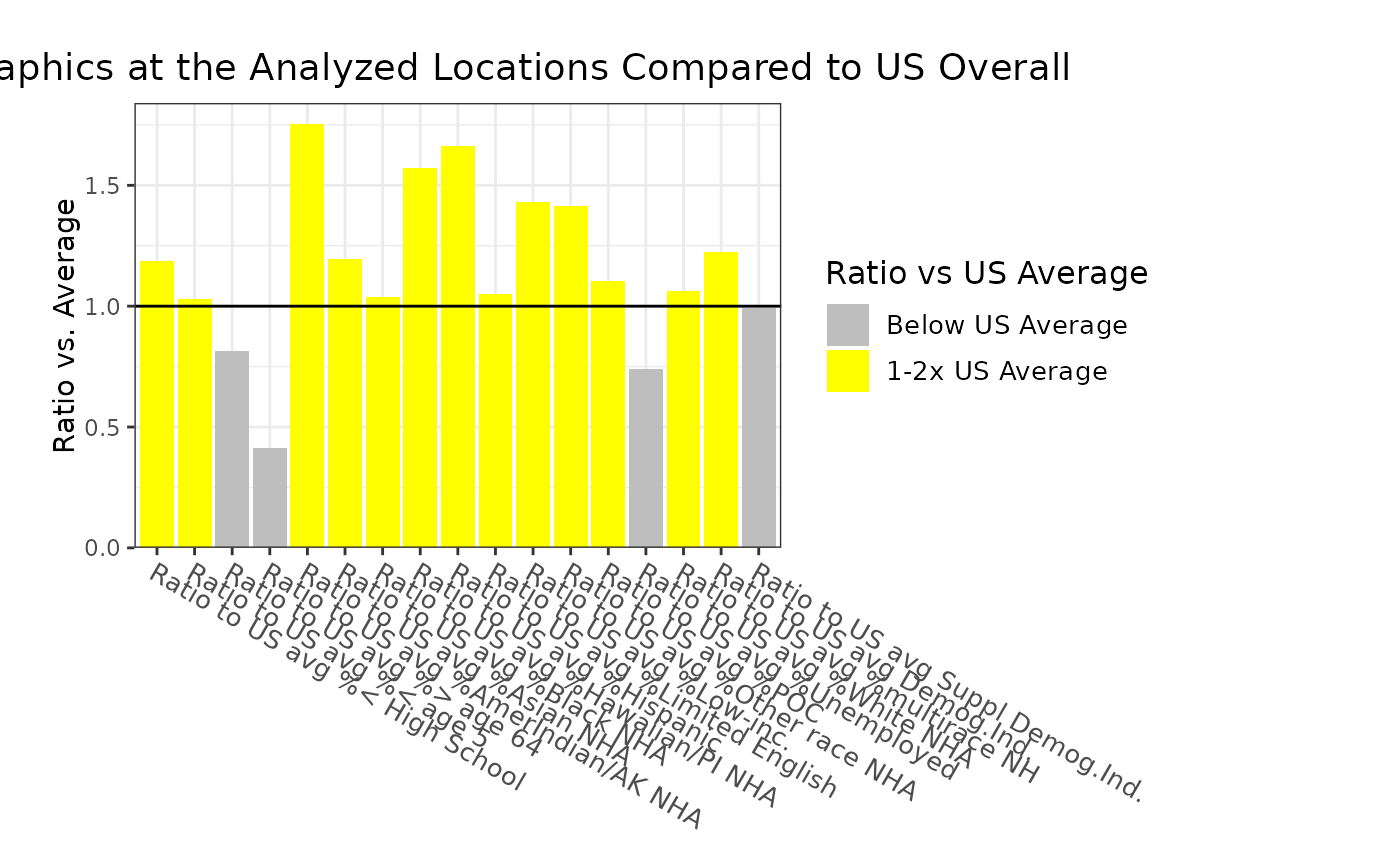 aphics at the Analyzed Locations Compared to US Overall
Ratio vs. Average
1.5
1.0
0.5
0.0
Ratio vs US Average
Below US Average
1-2x US Average
Ratio to US avg %< High School
Ratio to US avg %< age 5
Ratio to US avg %> age 64
Ratio to US avg %AmerIndian/AK NHA
Ratio to US avg %Asian NHA
Ratio to US avg %Black NHA
Ratio to US avg %Hawaiian/PI NHA
Ratio to US avg %Hispanic
Ratio to US avg %Limited English
Ratio to US avg %Low-inc.
Ratio to US avg %Other race NHA
Ratio to US avg %POC
Ratio to US avg %Unemployed
Ratio to US avg %White NHA
Ratio to US avg %multirace NH
Ratio to US avg Demog.Ind.
Ratio to US avg Suppl Demog.Ind.